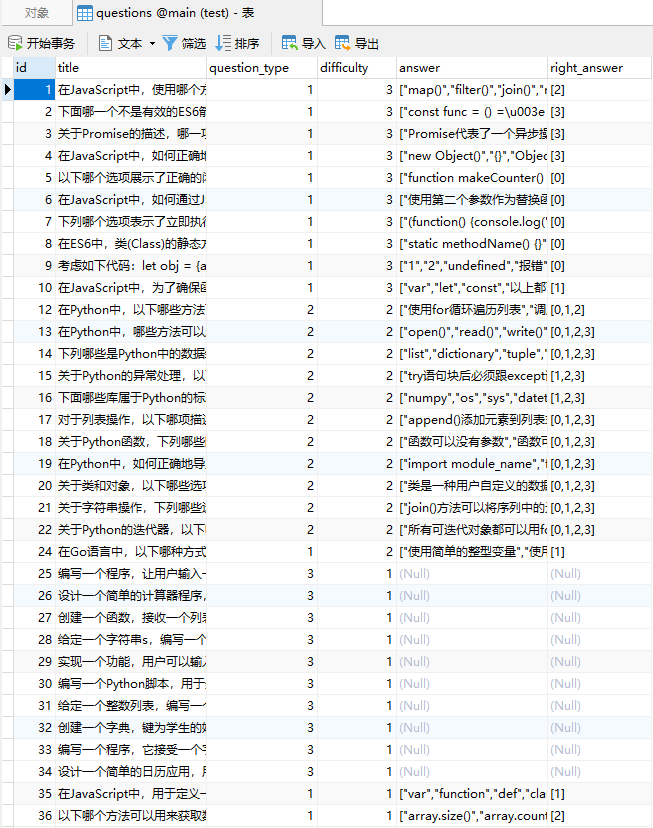 对象 questions @main (test) - 表
开始事务 文本 筛选 排序 导入 导出
id title question_type difficulty answer right_answer
1 在JavaScript中，使用哪个方 1 3 ["map()","filter()","join()"," [2]
2 下面哪一个不是有效的ES6箭 1 3 ["const func = () =\u003e [3]
3 关于Promise的描述，哪一项 1 3 ["Promise代表了一个异步操 [3]
4 在JavaScript中，如何正确地 1 3 ["new Object()","{}","Objec [3]
5 以下哪个选项展示了正确的闭 1 3 ["function makeCounter() [0]
6 在JavaScript中，如何通过J 1 3 ["使用第二个参数作为替换函 [0]
7 下列哪个选项表示了立即执行 1 3 ["(function() {console.log(' [0]
8 在ES6中，类(Class)的静态方 1 3 ["static methodName() {}" [0]
9 考虑如下代码：let obj = {a 1 3 ["1","2","undefined","报错" [0]
10 在JavaScript中，为了确保函 1 3 ["var","let","const","以上都 [1]
12 在Python中，以下哪些方法 2 2 ["使用for循环遍历列表","调 [0,1,2]
13 在Python中，哪些方法可以 2 2 ["open()","read()","write()" [0,1,2,3]
14 下列哪些是Python中的数据 2 2 ["list","dictionary","tuple"," [0,1,2,3]
15 关于Python的异常处理，以 2 2 ["try语句块后必须跟excepti [1,2,3]
16 下面哪些库属于Python的标 2 2 ["numpy","os","sys","datet [1,2,3]
17 对于列表操作，以下哪项描述 2 2 ["append()添加元素到列表 [0,1,2,3]
18 关于Python函数，下列哪些 2 2 ["函数可以没有参数","函数可 [0,1,2,3]
19 在Python中，如何正确地导 2 2 ["import module_name"," [0,1,2,3]
20 关于类和对象，以下哪些选项 2 2 ["类是一种用户自定义的数据 [0,1,2,3]
21 关于字符串操作，下列哪些 2 2 ["join()方法可以将序列中的 [0,1,2,3]
22 关于Python的迭代器，以下 2 2 ["所有可迭代对象都可以用fo [0,1,2,3]
24 在Go语言中，以下哪种方式 1 2 ["使用简单的整型变量","使用 [1]
25 编写一个程序，让用户输入一 3 1 (Null) (Null)
26 设计一个简单的计算器程序， 3 1 (Null) (Null)
27 创建一个函数，接收一个列表 3 1 (Null) (Null)
28 给定一个字符串s，编写一个 3 1 (Null) (Null)
29 实现一个功能，用户可以输入 3 1 (Null) (Null)
30 编写一个Python脚本，用于 3 1 (Null) (Null)
31 给定一个整数列表，编写一个 3 1 (Null) (Null)
32 创建一个字典，键为学生的姓 3 1 (Null) (Null)
33 编写一个程序，它接受一个字 3 1 (Null) (Null)
34 设计一个简单的日历应用，用 3 1 (Null) (Null)
35 在JavaScript中，用于定义一 1 1 ["var","function","def","cla [1]
36 以下哪个方法可以用来获取数 1 1 ["array.size()","array.count [2]